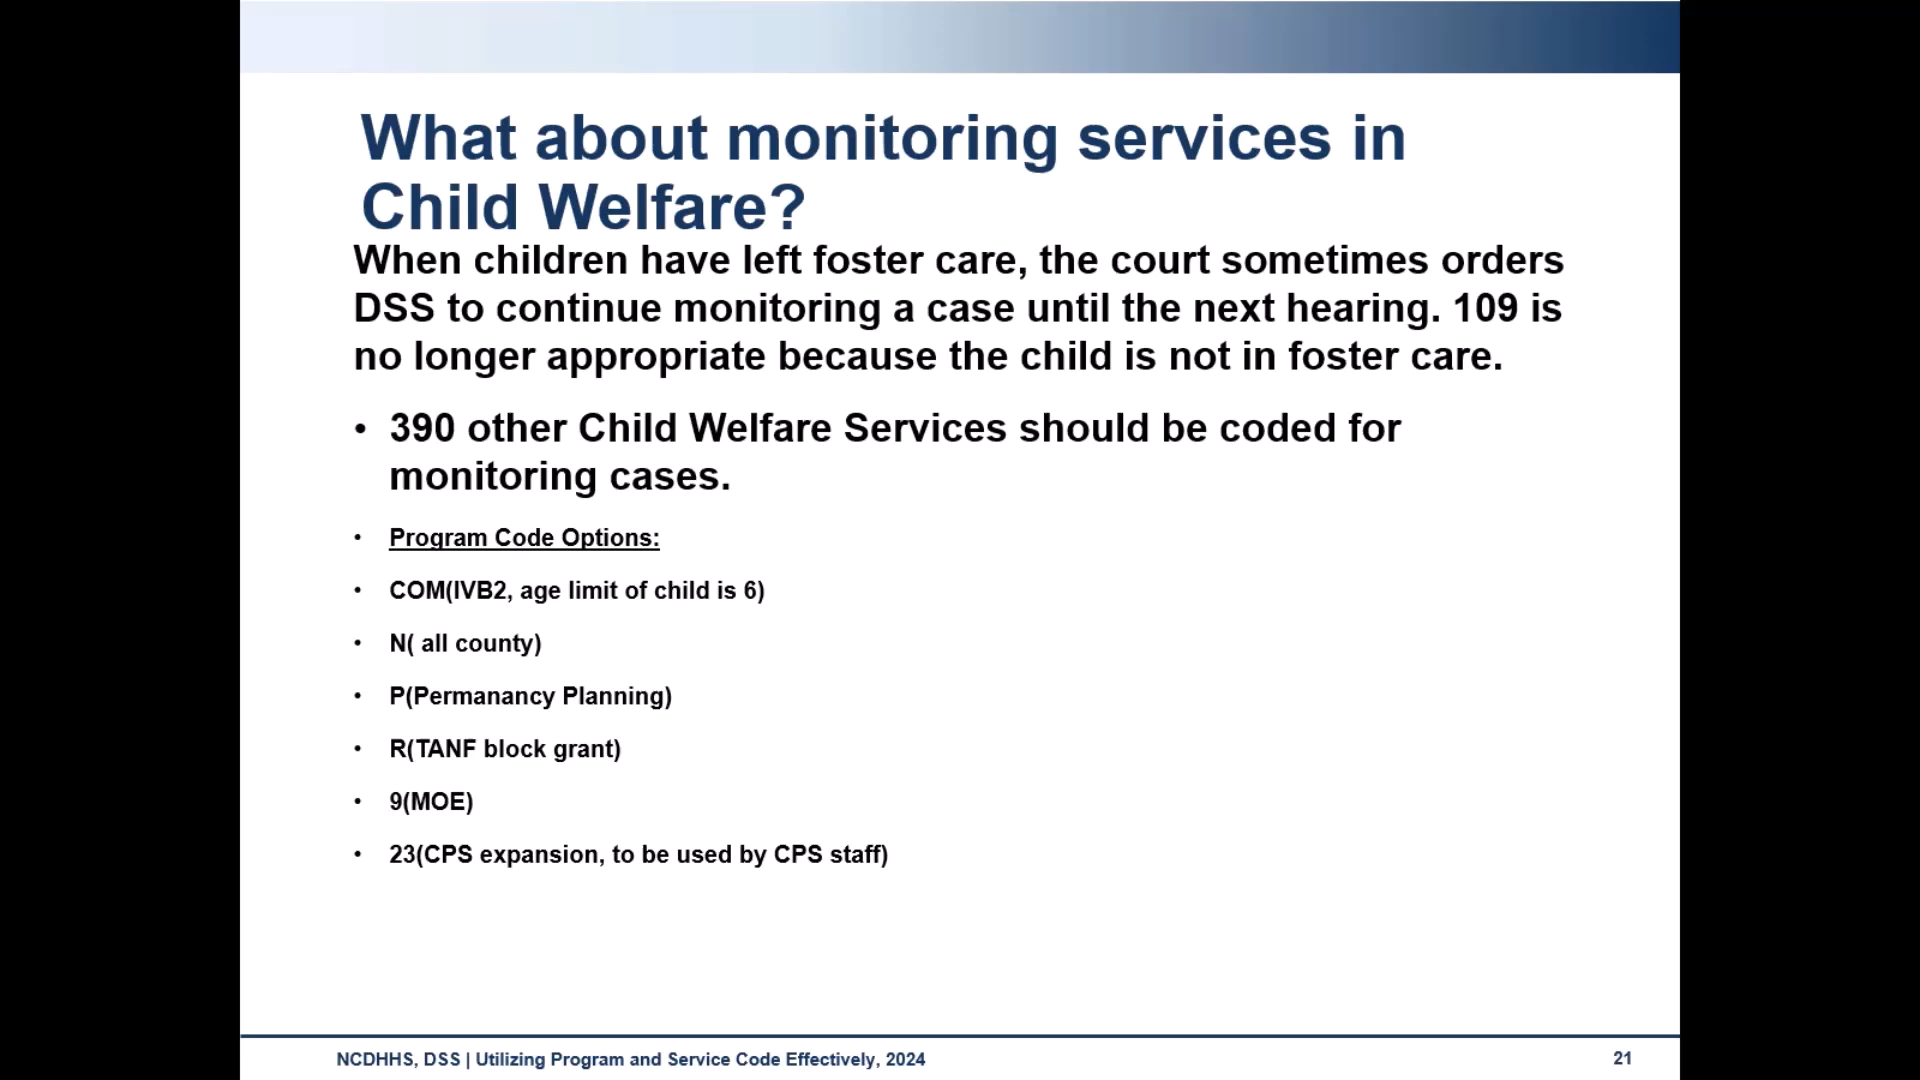 What about monitoring services in
Child Welfare?
When children have left foster care, the court sometimes orders
DSS to continue monitoring a case until the next hearing. 109 is
no longer appropriate because the child is not in foster care.
• 390 other Child Welfare Services should be coded for
monitoring cases.
• Program Code Options:
• COM(IVB2, age limit of child is 6)
• N( all county)
• P(Permanancy Planning)
• R(TANF block grant)
• 9(MOE)
• 23(CPS expansion, to be used by CPS staff)
NCDHHS, DSS | Utilizing Program and Service Code Effectively, 2024
21